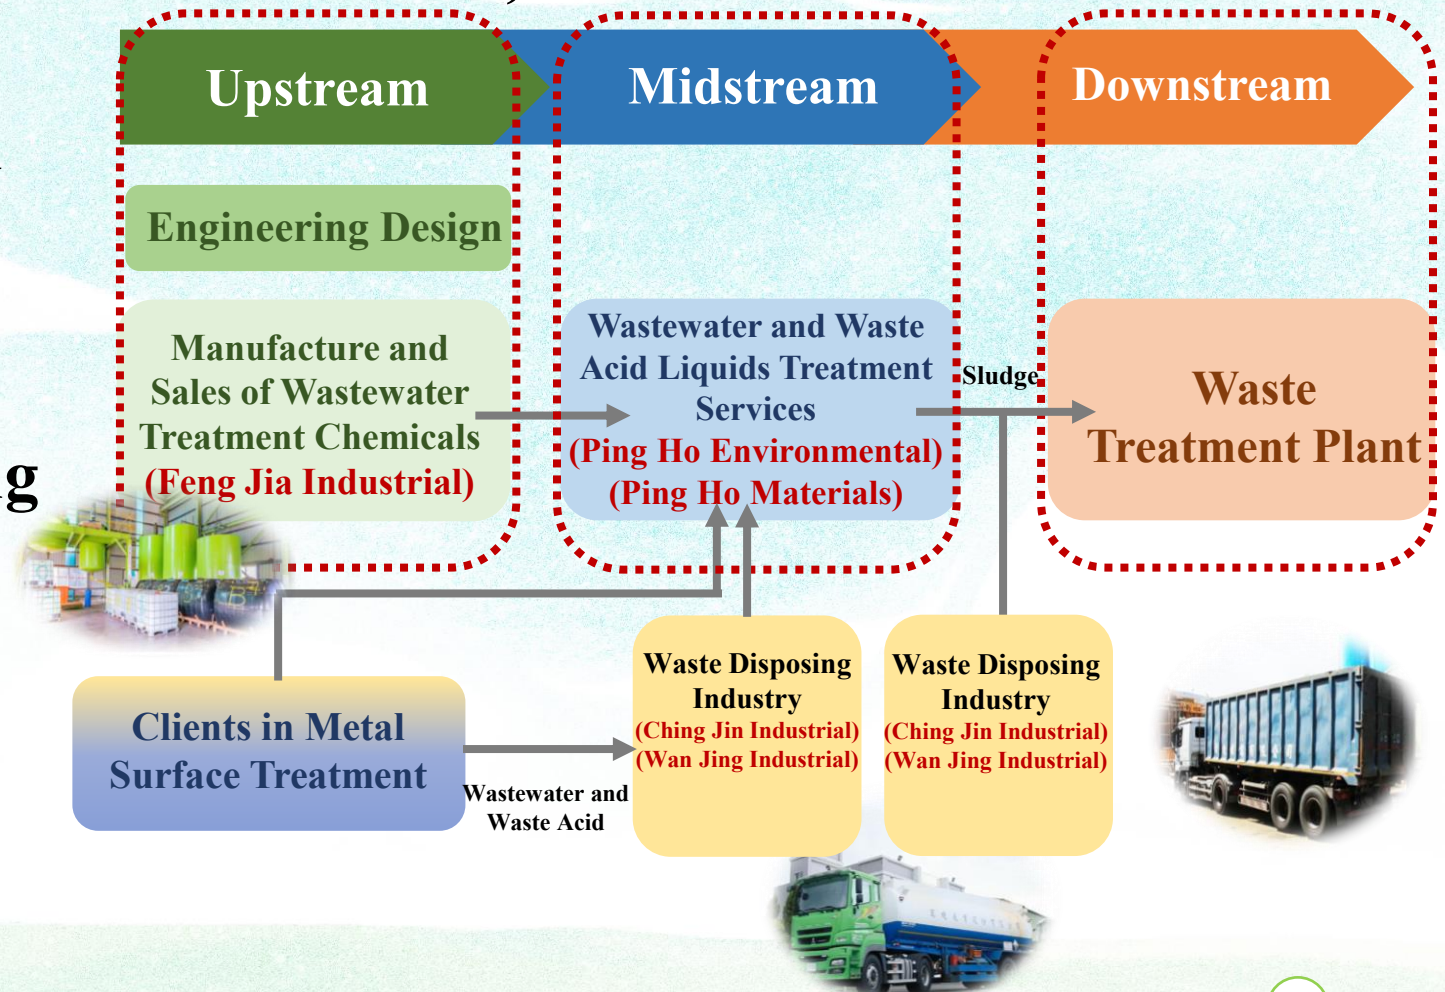 Upstream
Midstream
Downstream
Engineering Design
Manufacture and
Sales of Wastewater
Treatment Chemicals
(Feng Jia Industrial)
Wastewater and Waste
Acid Liquids Treatment
Services
(Ping Ho Environmental)
(Ping Ho Materials)
Sludge
Waste
Treatment Plant
g
Clients in Metal
Surface Treatment
Wastewater and
Waste Acid
Waste Disposing
Industry
(Ching Jin Industrial)
(Wan Jing Industrial)
Waste Disposing
Industry
(Ching Jin Industrial)
(Wan Jing Industrial)